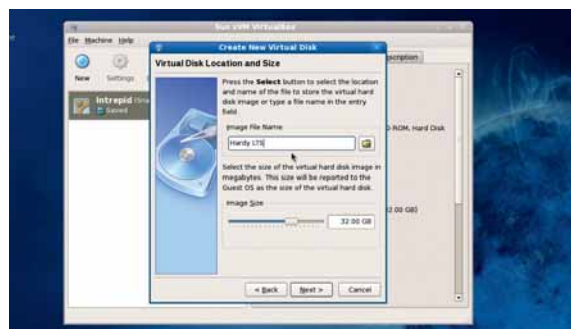 Sun xVM VirtualBox
File Machine Help
New
Settings
Intrepid
Saved
Create New Virtual Disk
Virtual Disk Location and Size
Press the Select button to select the location
and name of the file to store the virtual hard
disk image or type a file name in the entry
field
Image File Name
Hardy LTS
Select the size of the virtual hard disk image in
megabytes. This size will be reported to the
Guest OS as the size of the virtual hard disk.
Image Size
32.00 GB
< Back
Next >
Cancel
D-ROM, Hard Disk
2.00 GB)